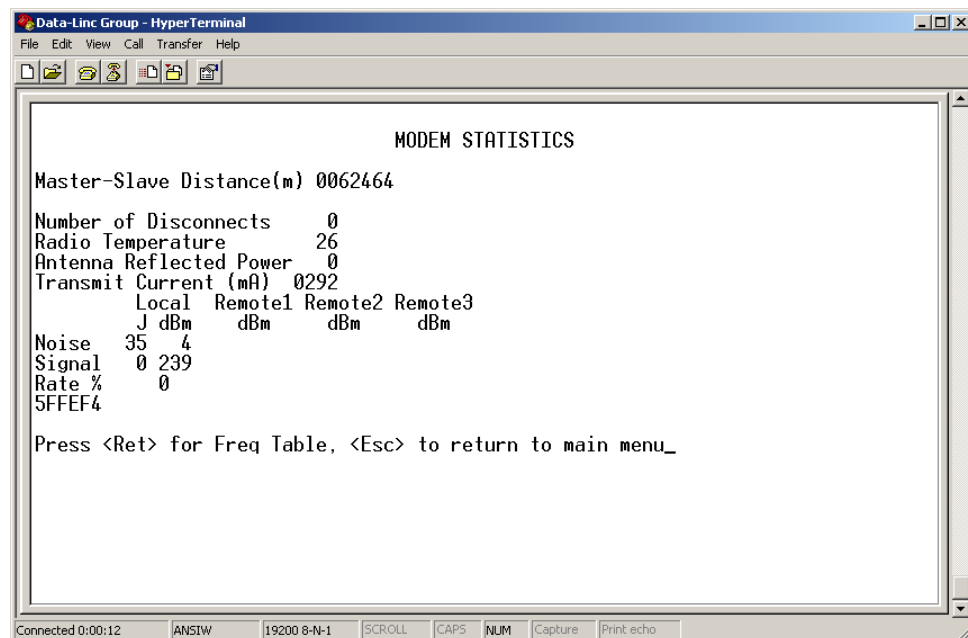 Data-Linc Group - HyperTerminal
File Edit View Call Transfer Help
MODEM STATISTICS
Master-Slave Distance(m) 0062464
Number of Disconnects 0
Radio Temperature 26
Antenna Reflected Power 0
Transmit Current (mA) 0292
Local Remote1 Remote2 Remote3
J dBm dBm dBm dBm
Noise 35 4
Signal 0 239
Rate % 0
5FFEF4
Press <Ret> for Freq Table, <Esc> to return to main menu_
Connected 0:00:12 ANSIW 19200 8-N-1 SCROLL CAPS NUM Capture Print echo